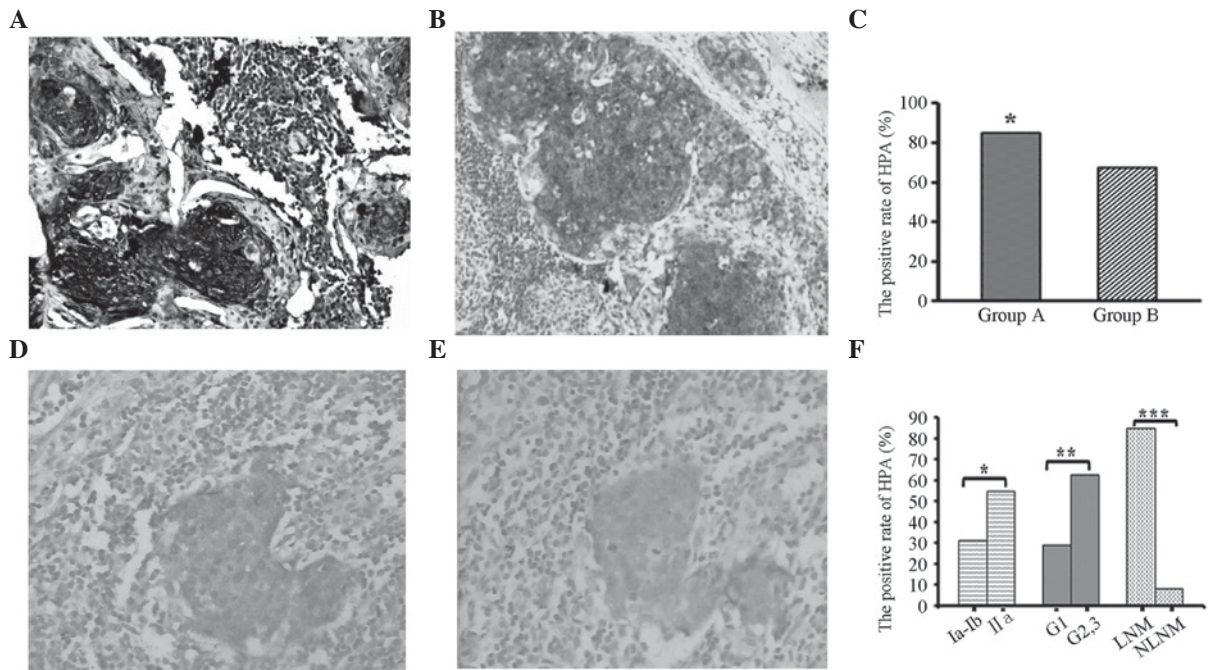 A
B
C
The positive rate of HPA (%)
100
80
60
40
20
0
*
Group A
Group B
D
E
F
The positive rate of HPA (%)
90
80
70
60
50
40
30
20
10
0
*
**
***
Ia-Ib
II a
G1
G2,3
LNM
NLNM